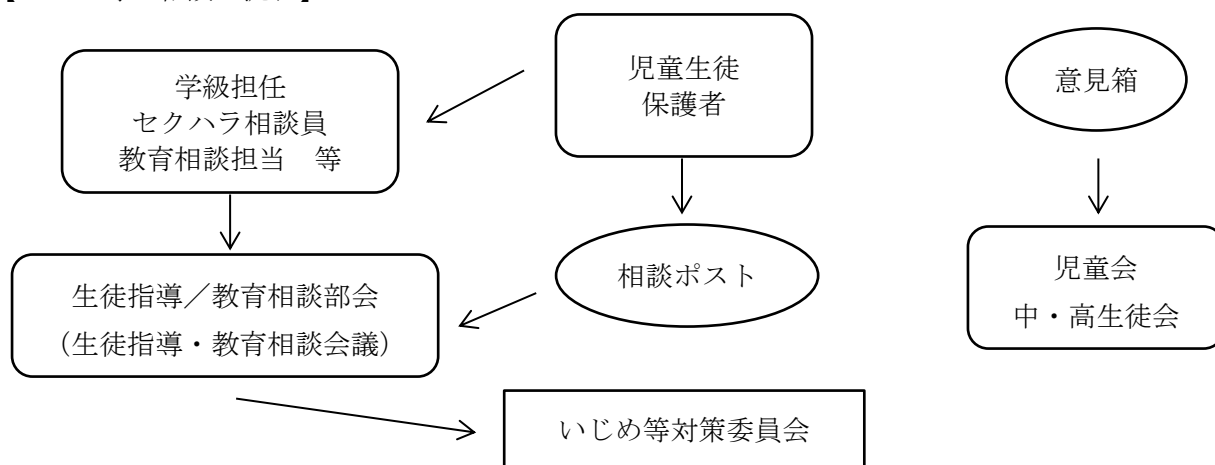 児童生徒
保護者
意見箱
学級担任
セクハラ相談員
教育相談担当　等
相談ポスト
児童会
中・高生徒会
生徒指導／教育相談部会
（生徒指導・教育相談会議）
いじめ等対策委員会